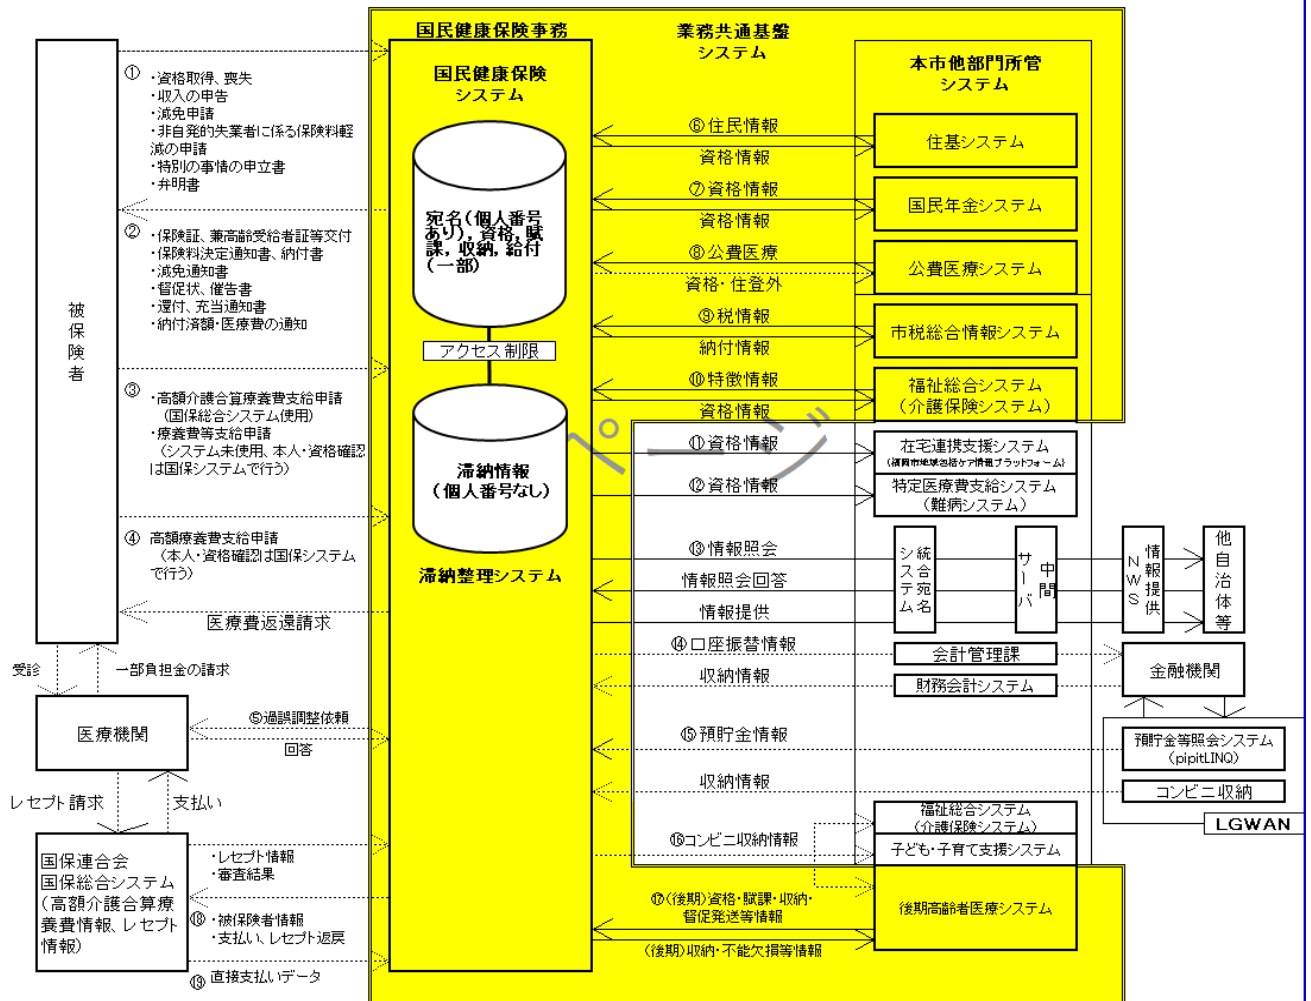 国民健康保険事務
業務共通基盤
システム
国民健康保険
システム
宛名(個人番号
あり), 資格, 賦
課, 収納, 給付
(一部)
アクセス制限
滞納情報
(個人番号なし)
滞納整理システム
本市他部門所管
システム
被保険者
①
・資格取得、喪失
・収入の申告
・減免申請
・非自発的失業者に係る保険料軽
減の申請
・特別の事情の申立書
・弁明書
②
・保険証、兼高齢受給者証等交付
・保険料決定通知書、納付書
・減免通知書
・督促状、催告書
・還付、充当通知書
・納付済額・医療費の通知
③
・高額介護合算療養費支給申請
(国保総合システム使用)
・療養費等支給申請
(システム未使用、本人・資格確認
は国保システムで行う)
④ 高額療養費支給申請
(本人・資格確認は国保システム
で行う)
医療費返還請求
受診
一部負担金の請求
医療機関
⑤過誤調整依頼
回答
レセプト請求
支払い
国保連合会
国保総合システム
(高額介護合算療
養費情報、レセプト
情報)
・レセプト情報
・審査結果
⑱ ・被保険者情報
・支払い、レセプト返戻
⑲ 直接支払いデータ
⑥住民情報
資格情報
住基システム
⑦資格情報
資格情報
国民年金システム
⑧公費医療
資格・住登外
公費医療システム
⑨税情報
納付情報
市税総合情報システム
⑩特徴情報
資格情報
福祉総合システム
(介護保険システム)
ページ
⑪資格情報
在宅連携支援システム
(福岡市地域包括ケア情報プラットフォーム)
⑫資格情報
特定医療費支給システム
(難病システム)
⑬情報照会
情報照会回答
情報提供
統合宛名
システム
中間
サーバ
情報提供
NWS
他自治体等
⑭口座振替情報
会計管理課
収納情報
財務会計システム
金融機関
⑮預貯金情報
預貯金等照会システム
(pipitLINQ)
収納情報
コンビニ収納
LGWAN
福祉総合システム
(介護保険システム)
⑯コンビニ収納情報
子ども・子育て支援システム
⑰(後期)資格・賦課・収納・
督促発送等情報
後期高齢者医療システム
(後期)収納・不能欠損等情報